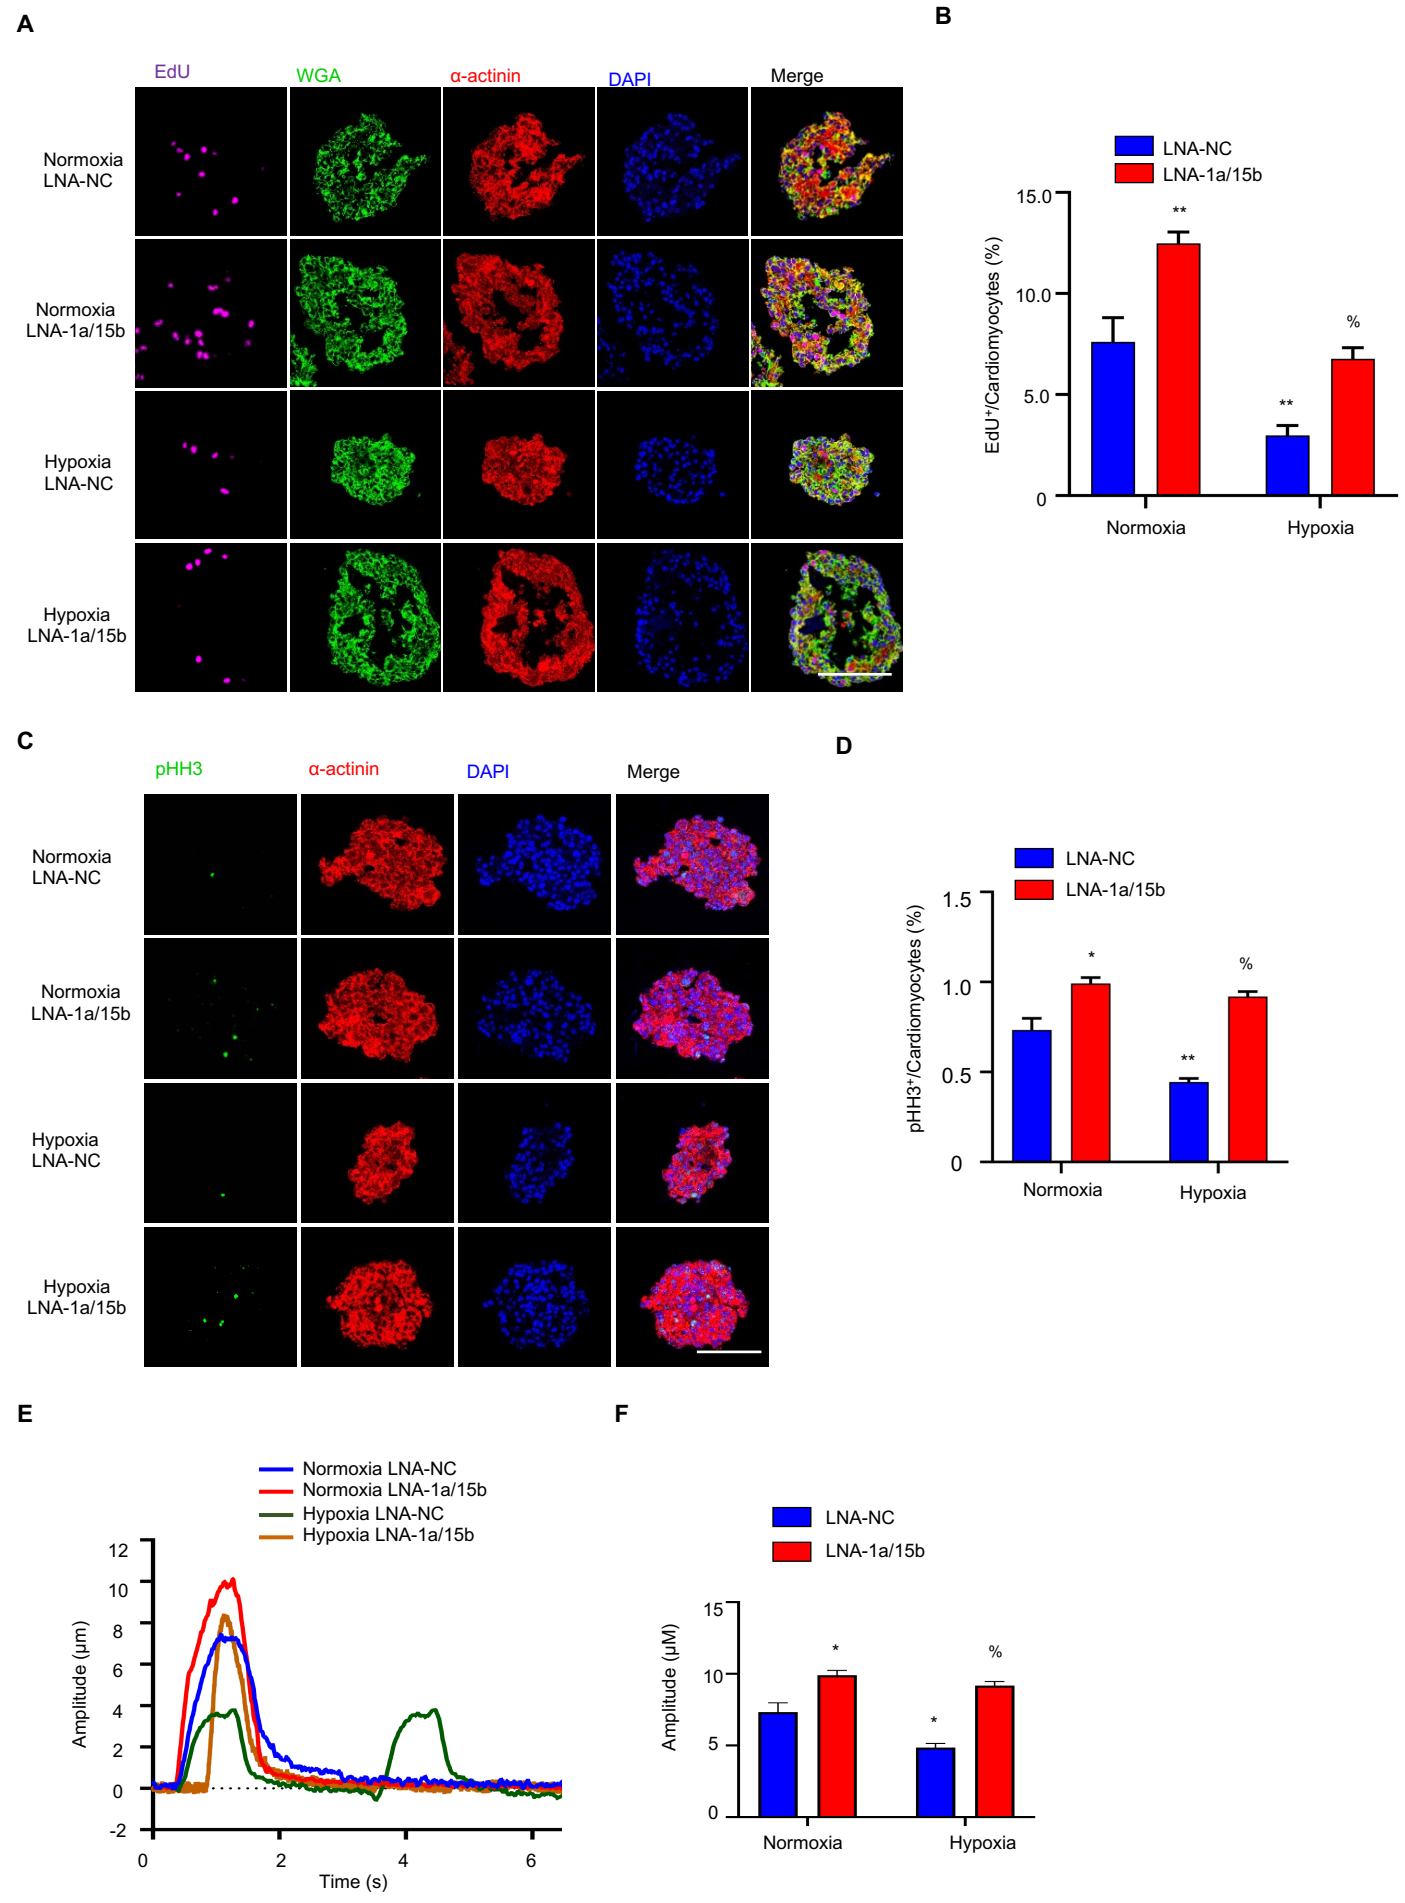 A
EdU WGA α-actinin DAPI Merge
Normoxia
LNA-NC
Normoxia
LNA-1a/15b
Hypoxia
LNA-NC
Hypoxia
LNA-1a/15b
B
LNA-NC
LNA-1a/15b
EdU⁺/Cardiomyocytes (%)
15.0
10.0
5.0
0
**
**
%
Normoxia Hypoxia
C
pHH3 α-actinin DAPI Merge
Normoxia
LNA-NC
Normoxia
LNA-1a/15b
Hypoxia
LNA-NC
Hypoxia
LNA-1a/15b
D
LNA-NC
LNA-1a/15b
pHH3⁺/Cardiomyocytes (%)
1.5
1.0
0.5
0
*
**
%
Normoxia Hypoxia
E
Normoxia LNA-NC
Normoxia LNA-1a/15b
Hypoxia LNA-NC
Hypoxia LNA-1a/15b
Amplitude (μm)
12
10
8
6
4
2
0
-2
0 2 4 6
Time (s)
F
LNA-NC
LNA-1a/15b
Amplitude (μM)
15
10
5
0
*
*
%
Normoxia Hypoxia